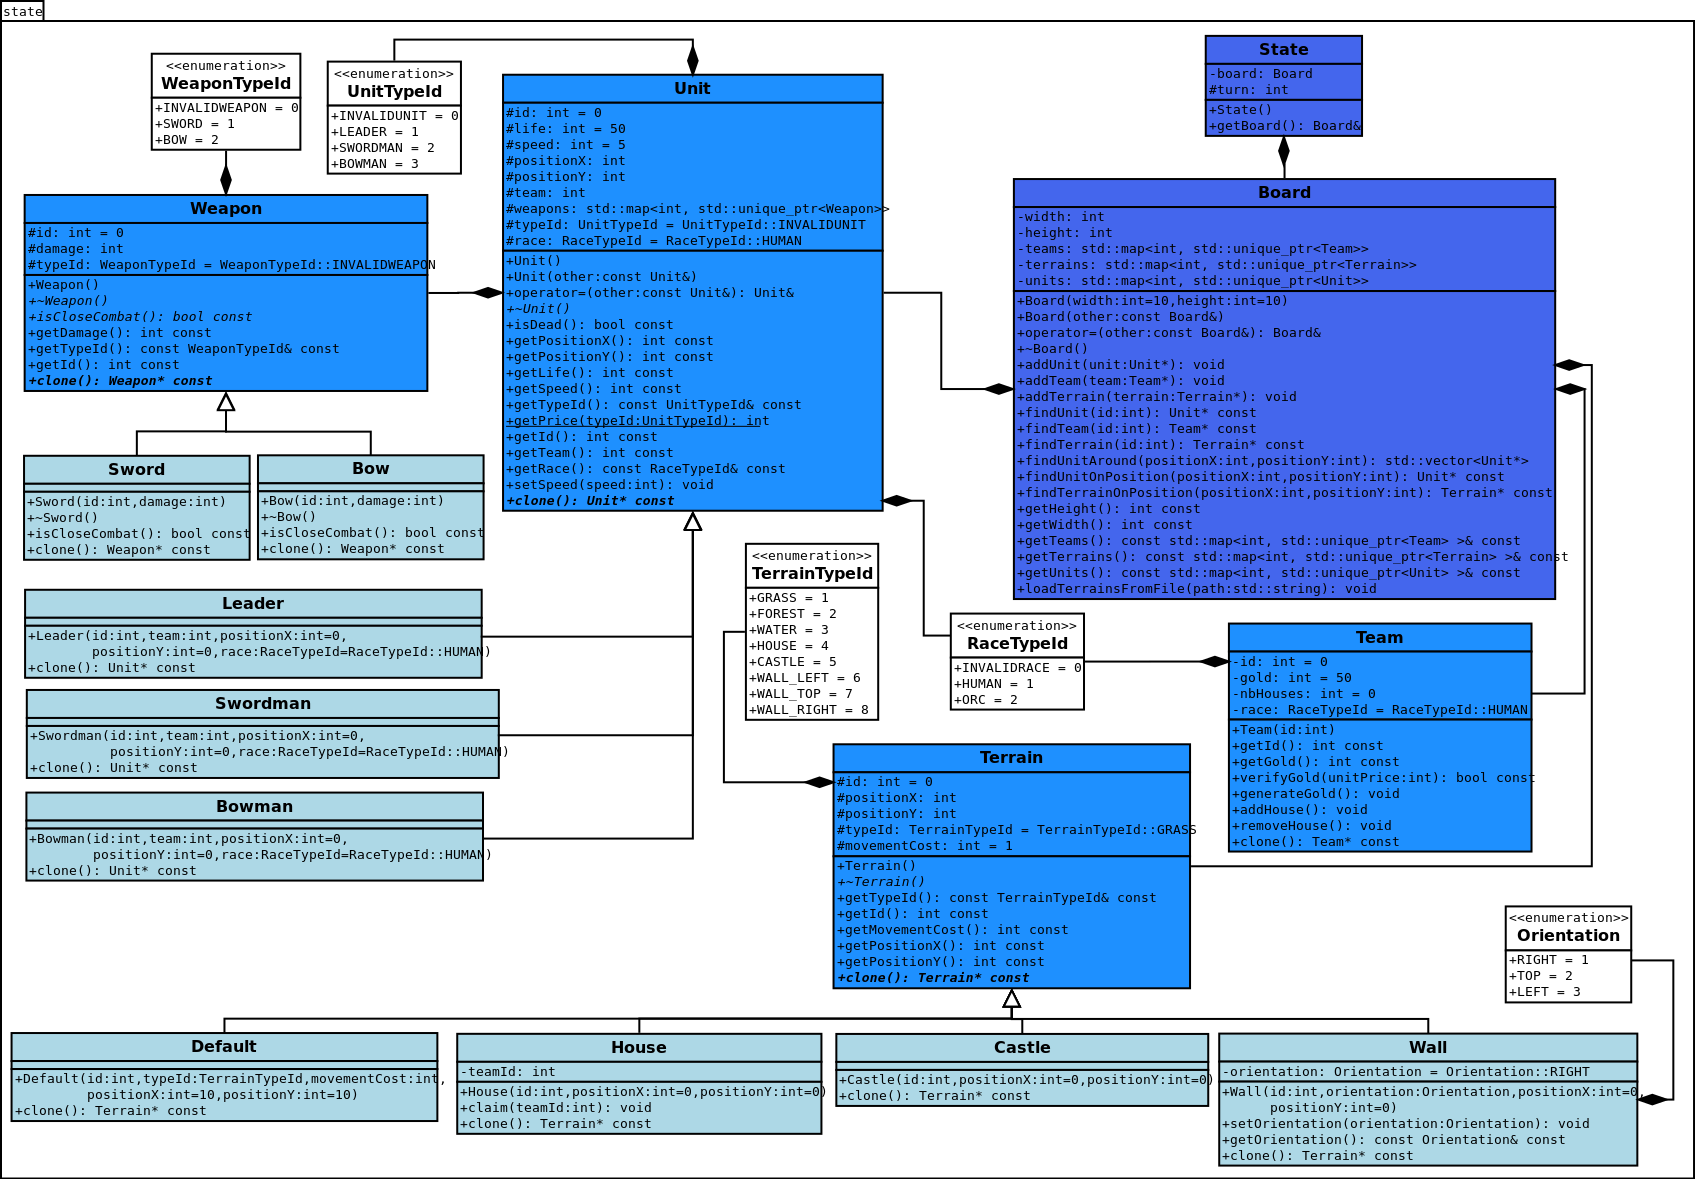 state
<<enumeration>>
WeaponTypeId
+INVALIDWEAPON = 0
+SWORD = 1
+BOW = 2
<<enumeration>>
UnitTypeId
+INVALIDUNIT = 0
+LEADER = 1
+SWORDMAN = 2
+BOWMAN = 3
Unit
#id: int = 0
#life: int = 50
#speed: int = 5
#positionX: int
#positionY: int
#team: int
#weapons: std::map<int, std::unique_ptr<Weapon>>
#typeId: UnitTypeId = UnitTypeId::INVALIDUNIT
#race: RaceTypeId = RaceTypeId::HUMAN
+Unit()
+Unit(other:const Unit&)
+operator=(other:const Unit&): Unit&
+~Unit()
+isDead(): bool const
+getPositionX(): int const
+getPositionY(): int const
+getLife(): int const
+getSpeed(): int const
+getTypeId(): const UnitTypeId& const
+getPrice(typeId:UnitTypeId): int
+getId(): int const
+getTeam(): int const
+getRace(): const RaceTypeId& const
+setSpeed(speed:int): void
+clone(): Unit* const
State
-board: Board
#turn: int
+State()
+getBoard(): Board&
Board
-width: int
-height: int
-teams: std::map<int, std::unique_ptr<Team>>
-terrains: std::map<int, std::unique_ptr<Terrain>>
-units: std::map<int, std::unique_ptr<Unit>>
+Board(width:int=10,height:int=10)
+Board(other:const Board&)
+operator=(other:const Board&): Board&
+~Board()
+addUnit(unit:Unit*): void
+addTeam(team:Team*): void
+addTerrain(terrain:Terrain*): void
+findUnit(id:int): Unit* const
+findTeam(id:int): Team* const
+findTerrain(id:int): Terrain* const
+findUnitAround(positionX:int,positionY:int): std::vector<Unit*>
+findUnitOnPosition(positionX:int,positionY:int): Unit* const
+findTerrainOnPosition(positionX:int,positionY:int): Terrain* const
+getHeight(): int const
+getWidth(): int const
+getTeams(): const std::map<int, std::unique_ptr<Team> >& const
+getTerrains(): const std::map<int, std::unique_ptr<Terrain> >& const
+getUnits(): const std::map<int, std::unique_ptr<Unit> >& const
+loadTerrainsFromFile(path:std::string): void
Weapon
#id: int = 0
#damage: int
#typeId: WeaponTypeId = WeaponTypeId::INVALIDWEAPON
+Weapon()
+~Weapon()
+isCloseCombat(): bool const
+getDamage(): int const
+getTypeId(): const WeaponTypeId& const
+getId(): int const
+clone(): Weapon* const
Sword
+Sword(id:int,damage:int)
+~Sword()
+isCloseCombat(): bool const
+clone(): Weapon* const
Bow
+Bow(id:int,damage:int)
+~Bow()
+isCloseCombat(): bool const
+clone(): Weapon* const
Leader
+Leader(id:int,team:int,positionX:int=0,
positionY:int=0,race:RaceTypeId=RaceTypeId::HUMAN)
+clone(): Unit* const
Swordman
+Swordman(id:int,team:int,positionX:int=0,
positionY:int=0,race:RaceTypeId=RaceTypeId::HUMAN)
+clone(): Unit* const
Bowman
+Bowman(id:int,team:int,positionX:int=0,
positionY:int=0,race:RaceTypeId=RaceTypeId::HUMAN)
+clone(): Unit* const
<<enumeration>>
TerrainTypeId
+GRASS = 1
+FOREST = 2
+WATER = 3
+HOUSE = 4
+CASTLE = 5
+WALL_LEFT = 6
+WALL_TOP = 7
+WALL_RIGHT = 8
<<enumeration>>
RaceTypeId
+INVALIDRACE = 0
+HUMAN = 1
+ORC = 2
Team
-id: int = 0
-gold: int = 50
-nbHouses: int = 0
-race: RaceTypeId = RaceTypeId::HUMAN
+Team(id:int)
+getId(): int const
+getGold(): int const
+verifyGold(unitPrice:int): bool const
+generateGold(): void
+addHouse(): void
+removeHouse(): void
+clone(): Team* const
Terrain
#id: int = 0
#positionX: int
#positionY: int
#typeId: TerrainTypeId = TerrainTypeId::GRASS
#movementCost: int = 1
+Terrain()
+~Terrain()
+getTypeId(): const TerrainTypeId& const
+getId(): int const
+getMovementCost(): int const
+getPositionX(): int const
+getPositionY(): int const
+clone(): Terrain* const
<<enumeration>>
Orientation
+RIGHT = 1
+TOP = 2
+LEFT = 3
Default
+Default(id:int,typeId:TerrainTypeId,movementCost:int,
positionX:int=10,positionY:int=10)
+clone(): Terrain* const
House
-teamId: int
+House(id:int,positionX:int=0,positionY:int=0)
+claim(teamId:int): void
+clone(): Terrain* const
Castle
+Castle(id:int,positionX:int=0,positionY:int=0)
+clone(): Terrain* const
Wall
-orientation: Orientation = Orientation::RIGHT
+Wall(id:int,orientation:Orientation,positionX:int=0,
positionY:int=0)
+setOrientation(orientation:Orientation): void
+getOrientation(): const Orientation& const
+clone(): Terrain* const